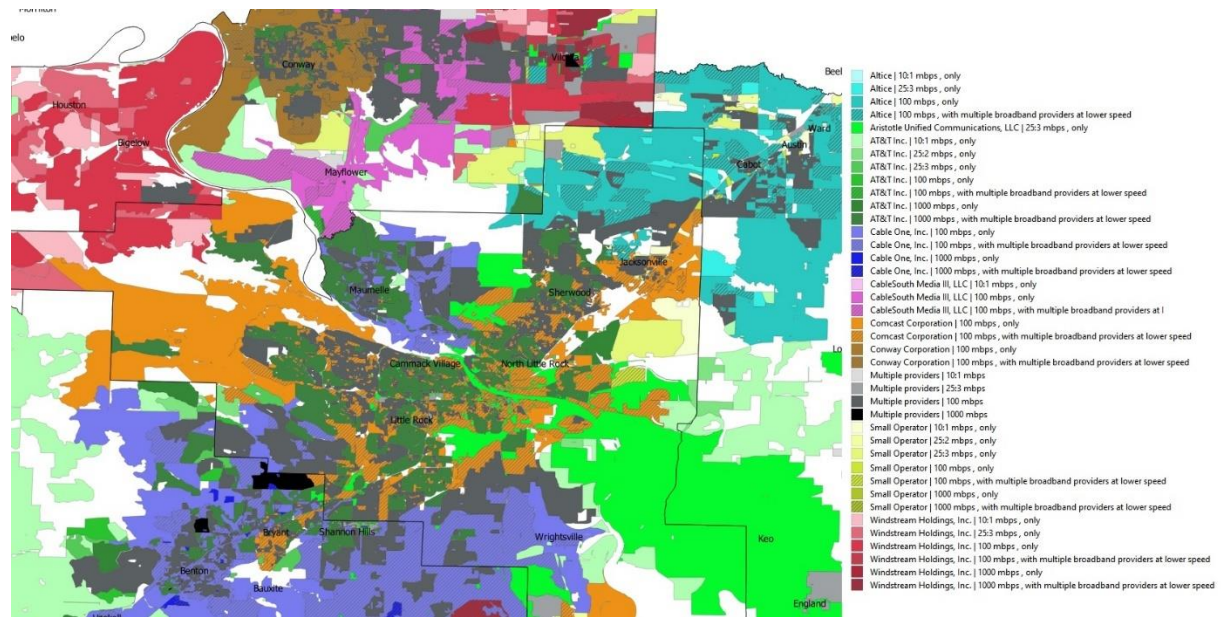 Morrilton
pelo
Conway
Vilonia
Beel
Houston
Ward
Austin
Bigelow
Cabot
Mayflower
Jacksonville
Maumelle
Sherwood
Cammack Village
North Little Rock
Lo
Little Rock
Bryant
Shannon Hills
Wrightsville
Keo
Benton
Bauxite
England
Haskell
Altice | 10:1 mbps , only
Altice | 25:3 mbps , only
Altice | 100 mbps , only
Altice | 100 mbps , with multiple broadband providers at lower speed
Aristotle Unified Communications, LLC | 25:3 mbps , only
AT&T Inc. | 10:1 mbps , only
AT&T Inc. | 25:2 mbps , only
AT&T Inc. | 25:3 mbps , only
AT&T Inc. | 100 mbps , only
AT&T Inc. | 100 mbps , with multiple broadband providers at lower speed
AT&T Inc. | 1000 mbps , only
AT&T Inc. | 1000 mbps , with multiple broadband providers at lower speed
Cable One, Inc. | 100 mbps , only
Cable One, Inc. | 100 mbps , with multiple broadband providers at lower speed
Cable One, Inc. | 1000 mbps , only
Cable One, Inc. | 1000 mbps , with multiple broadband providers at lower speed
CableSouth Media III, LLC | 10:1 mbps , only
CableSouth Media III, LLC | 100 mbps , only
CableSouth Media III, LLC | 100 mbps , with multiple broadband providers at l
Comcast Corporation | 100 mbps , only
Comcast Corporation | 100 mbps , with multiple broadband providers at lower speed
Conway Corporation | 100 mbps , only
Conway Corporation | 100 mbps , with multiple broadband providers at lower speed
Multiple providers | 10:1 mbps
Multiple providers | 25:3 mbps
Multiple providers | 100 mbps
Multiple providers | 1000 mbps
Small Operator | 10:1 mbps , only
Small Operator | 25:2 mbps , only
Small Operator | 25:3 mbps , only
Small Operator | 100 mbps , only
Small Operator | 100 mbps , with multiple broadband providers at lower speed
Small Operator | 1000 mbps , only
Small Operator | 1000 mbps , with multiple broadband providers at lower speed
Windstream Holdings, Inc. | 10:1 mbps , only
Windstream Holdings, Inc. | 25:3 mbps , only
Windstream Holdings, Inc. | 100 mbps , only
Windstream Holdings, Inc. | 100 mbps , with multiple broadband providers at lower speed
Windstream Holdings, Inc. | 1000 mbps , only
Windstream Holdings, Inc. | 1000 mbps , with multiple broadband providers at lower speed